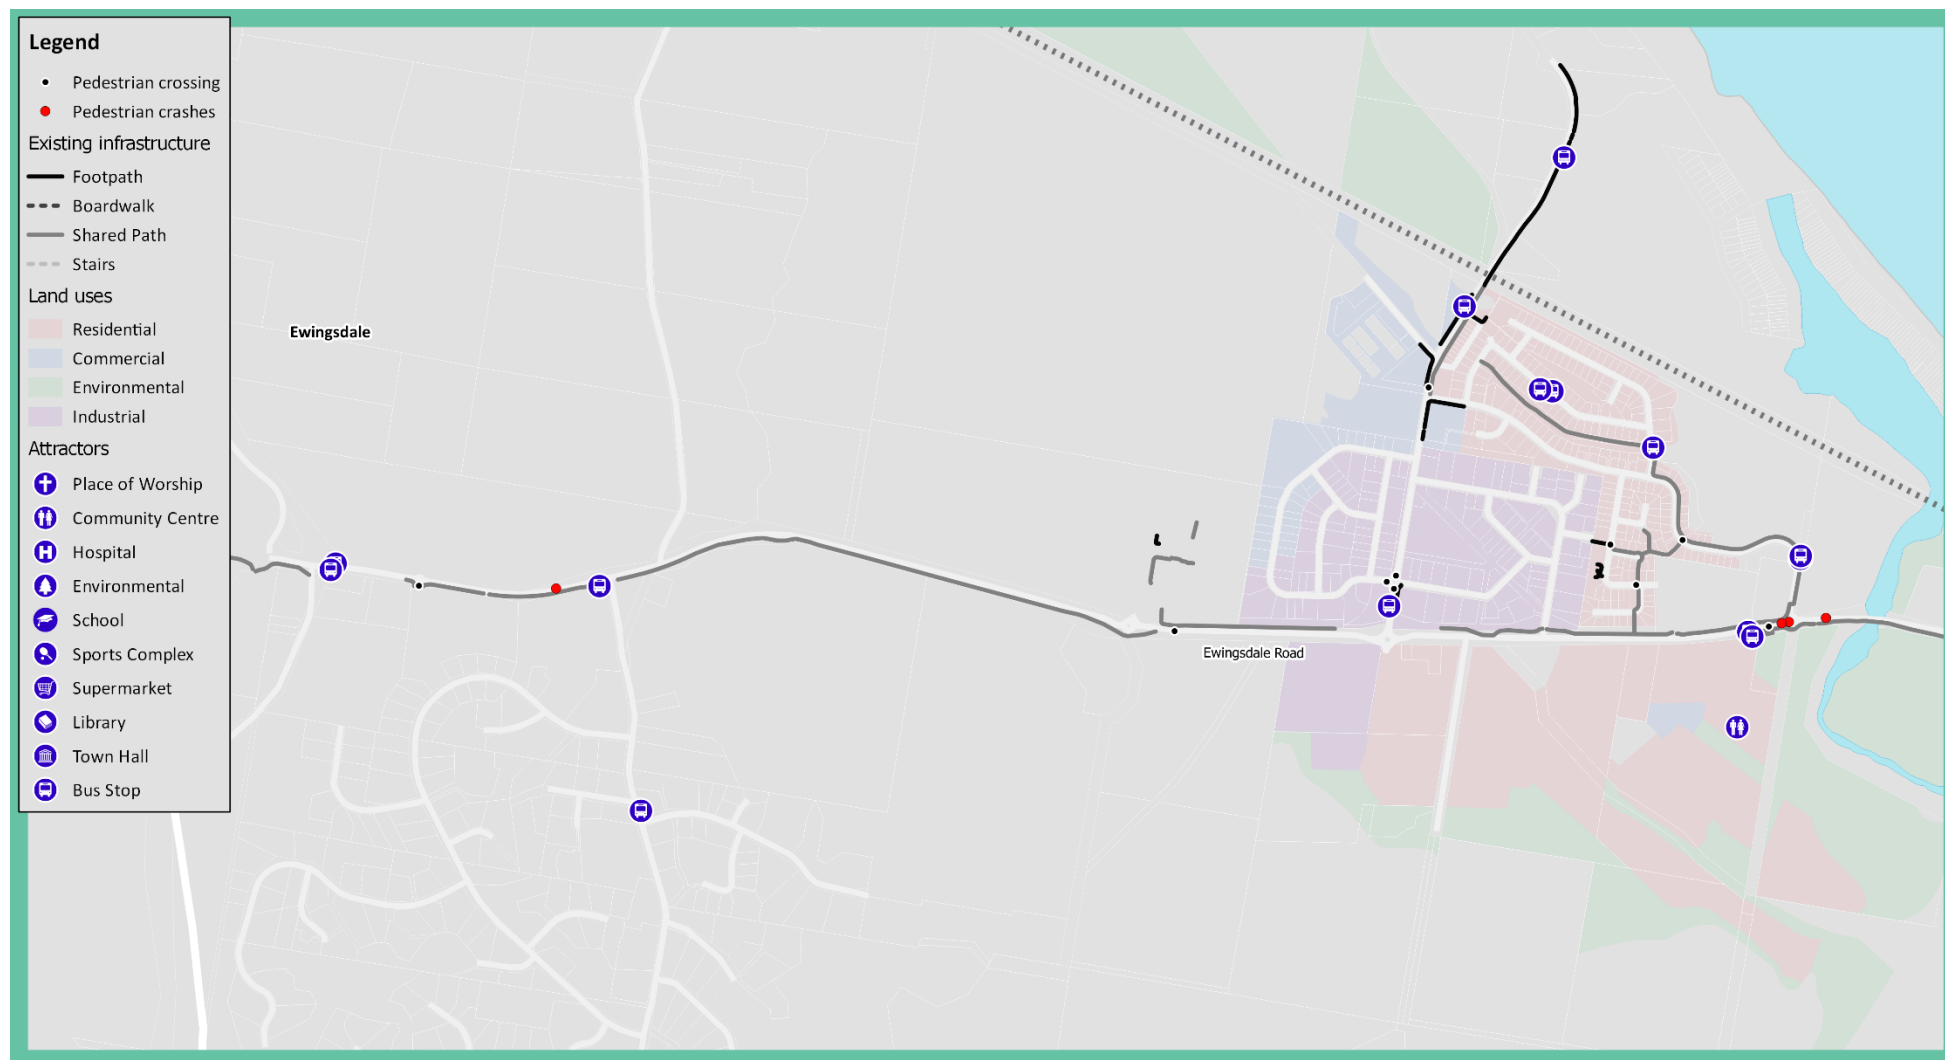 Legend
Pedestrian crossing
Pedestrian crashes
Existing infrastructure
Footpath
Boardwalk
Shared Path
Stairs
Land uses
Residential
Commercial
Environmental
Industrial
Attractors
Place of Worship
Community Centre
Hospital
Environmental
School
Sports Complex
Supermarket
Library
Town Hall
Bus Stop
Ewingsdale
Ewingsdale Road